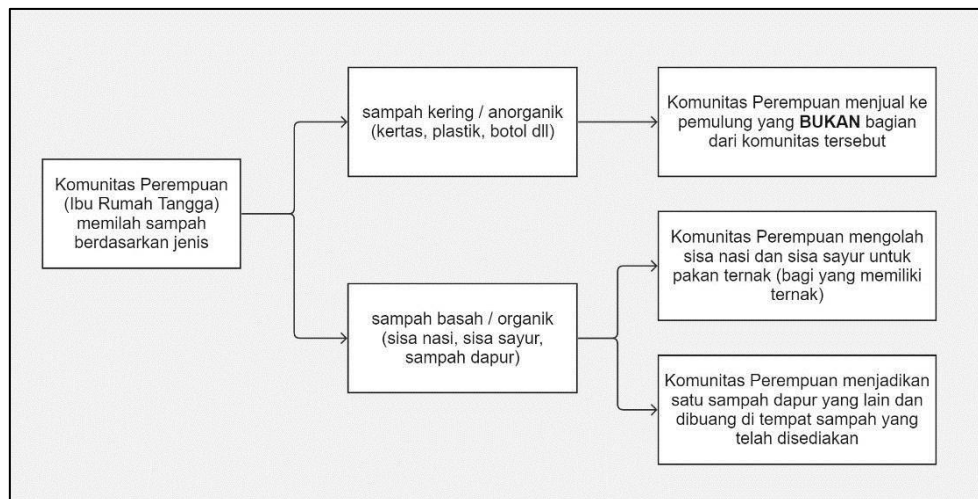 Komunitas Perempuan
(Ibu Rumah Tangga)
memilah sampah
berdasarkan jenis
sampah kering / anorganik
(kertas, plastik, botol dll)
Komunitas Perempuan menjual ke
pemulung yang BUKAN bagian
dari komunitas tersebut
sampah basah / organik
(sisa nasi, sisa sayur,
sampah dapur)
Komunitas Perempuan mengolah
sisa nasi dan sisa sayur untuk
pakan ternak (bagi yang memiliki
ternak)
Komunitas Perempuan menjadikan
satu sampah dapur yang lain dan
dibuang di tempat sampah yang
telah disediakan